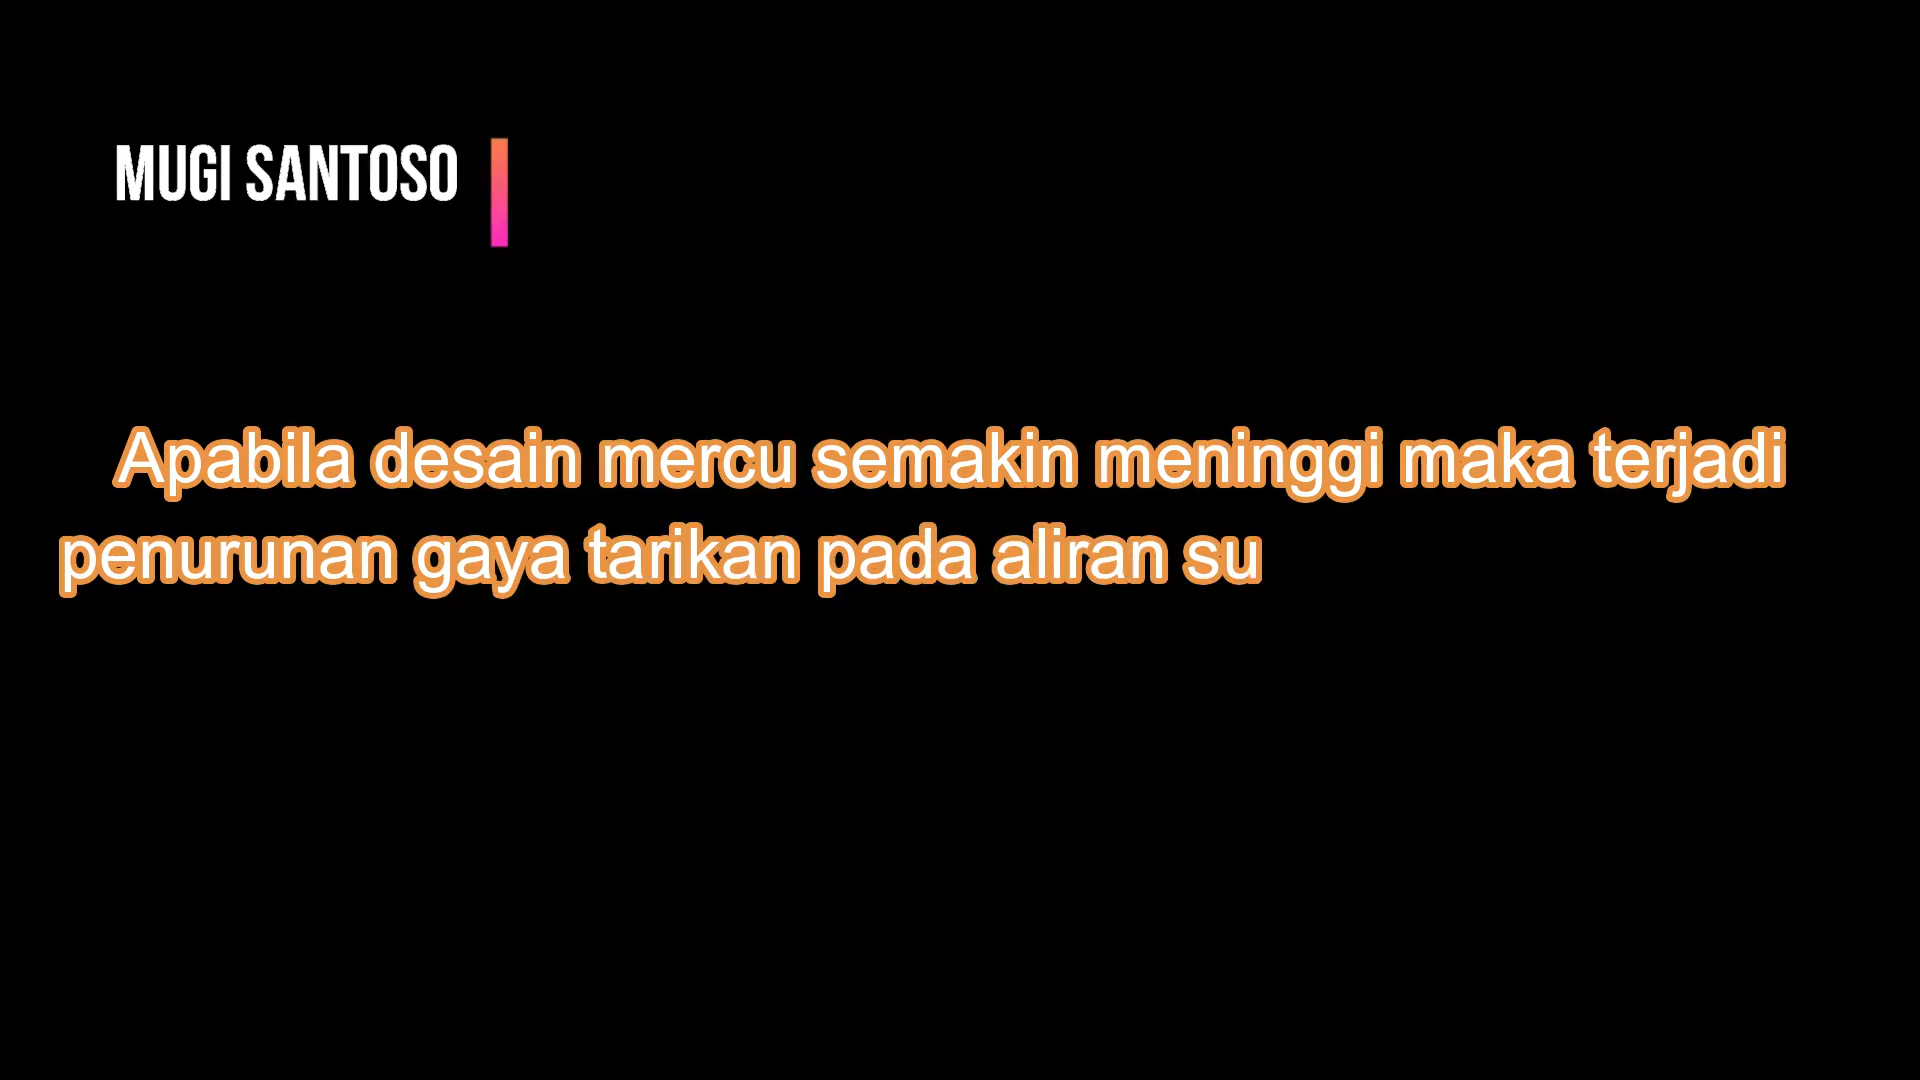 MUGI SANTOSO
Apabila desain mercu semakin meninggi maka terjadi
penurunan gaya tarikan pada aliran su